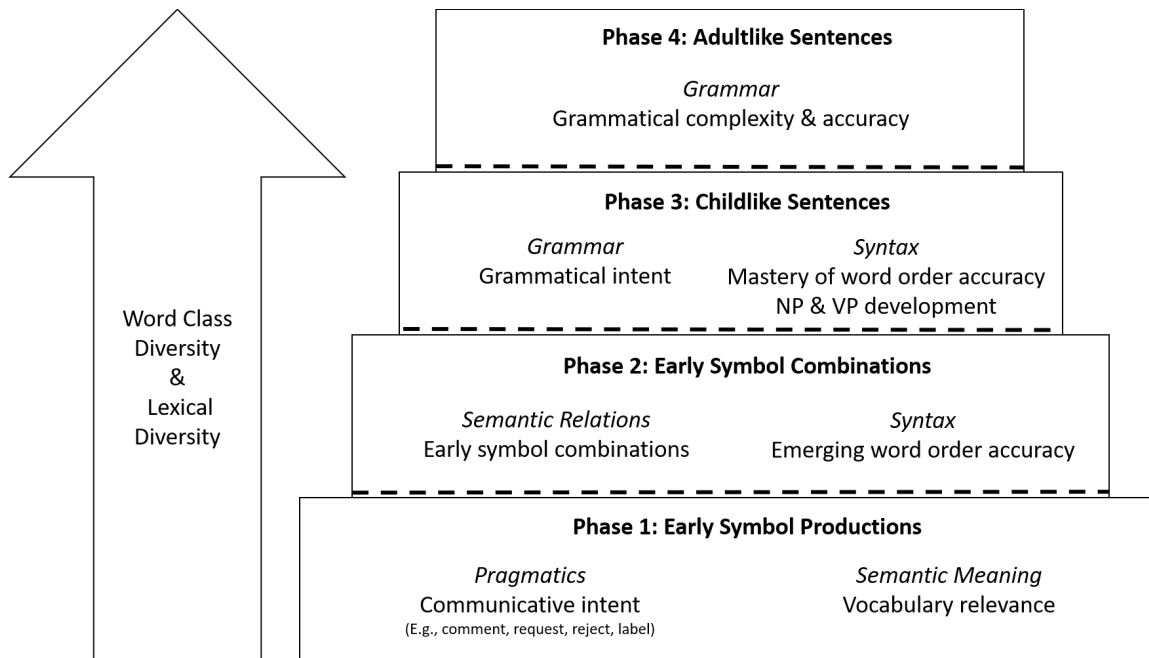 Phase 4: Adultlike Sentences
Grammar
Grammatical complexity & accuracy
Phase 3: Childlike Sentences
Grammar
Grammatical intent
Syntax
Mastery of word order accuracy
NP & VP development
Word Class
Diversity
&
Lexical
Diversity
Phase 2: Early Symbol Combinations
Semantic Relations
Early symbol combinations
Syntax
Emerging word order accuracy
Phase 1: Early Symbol Productions
Pragmatics
Communicative intent
(E.g., comment, request, reject, label)
Semantic Meaning
Vocabulary relevance